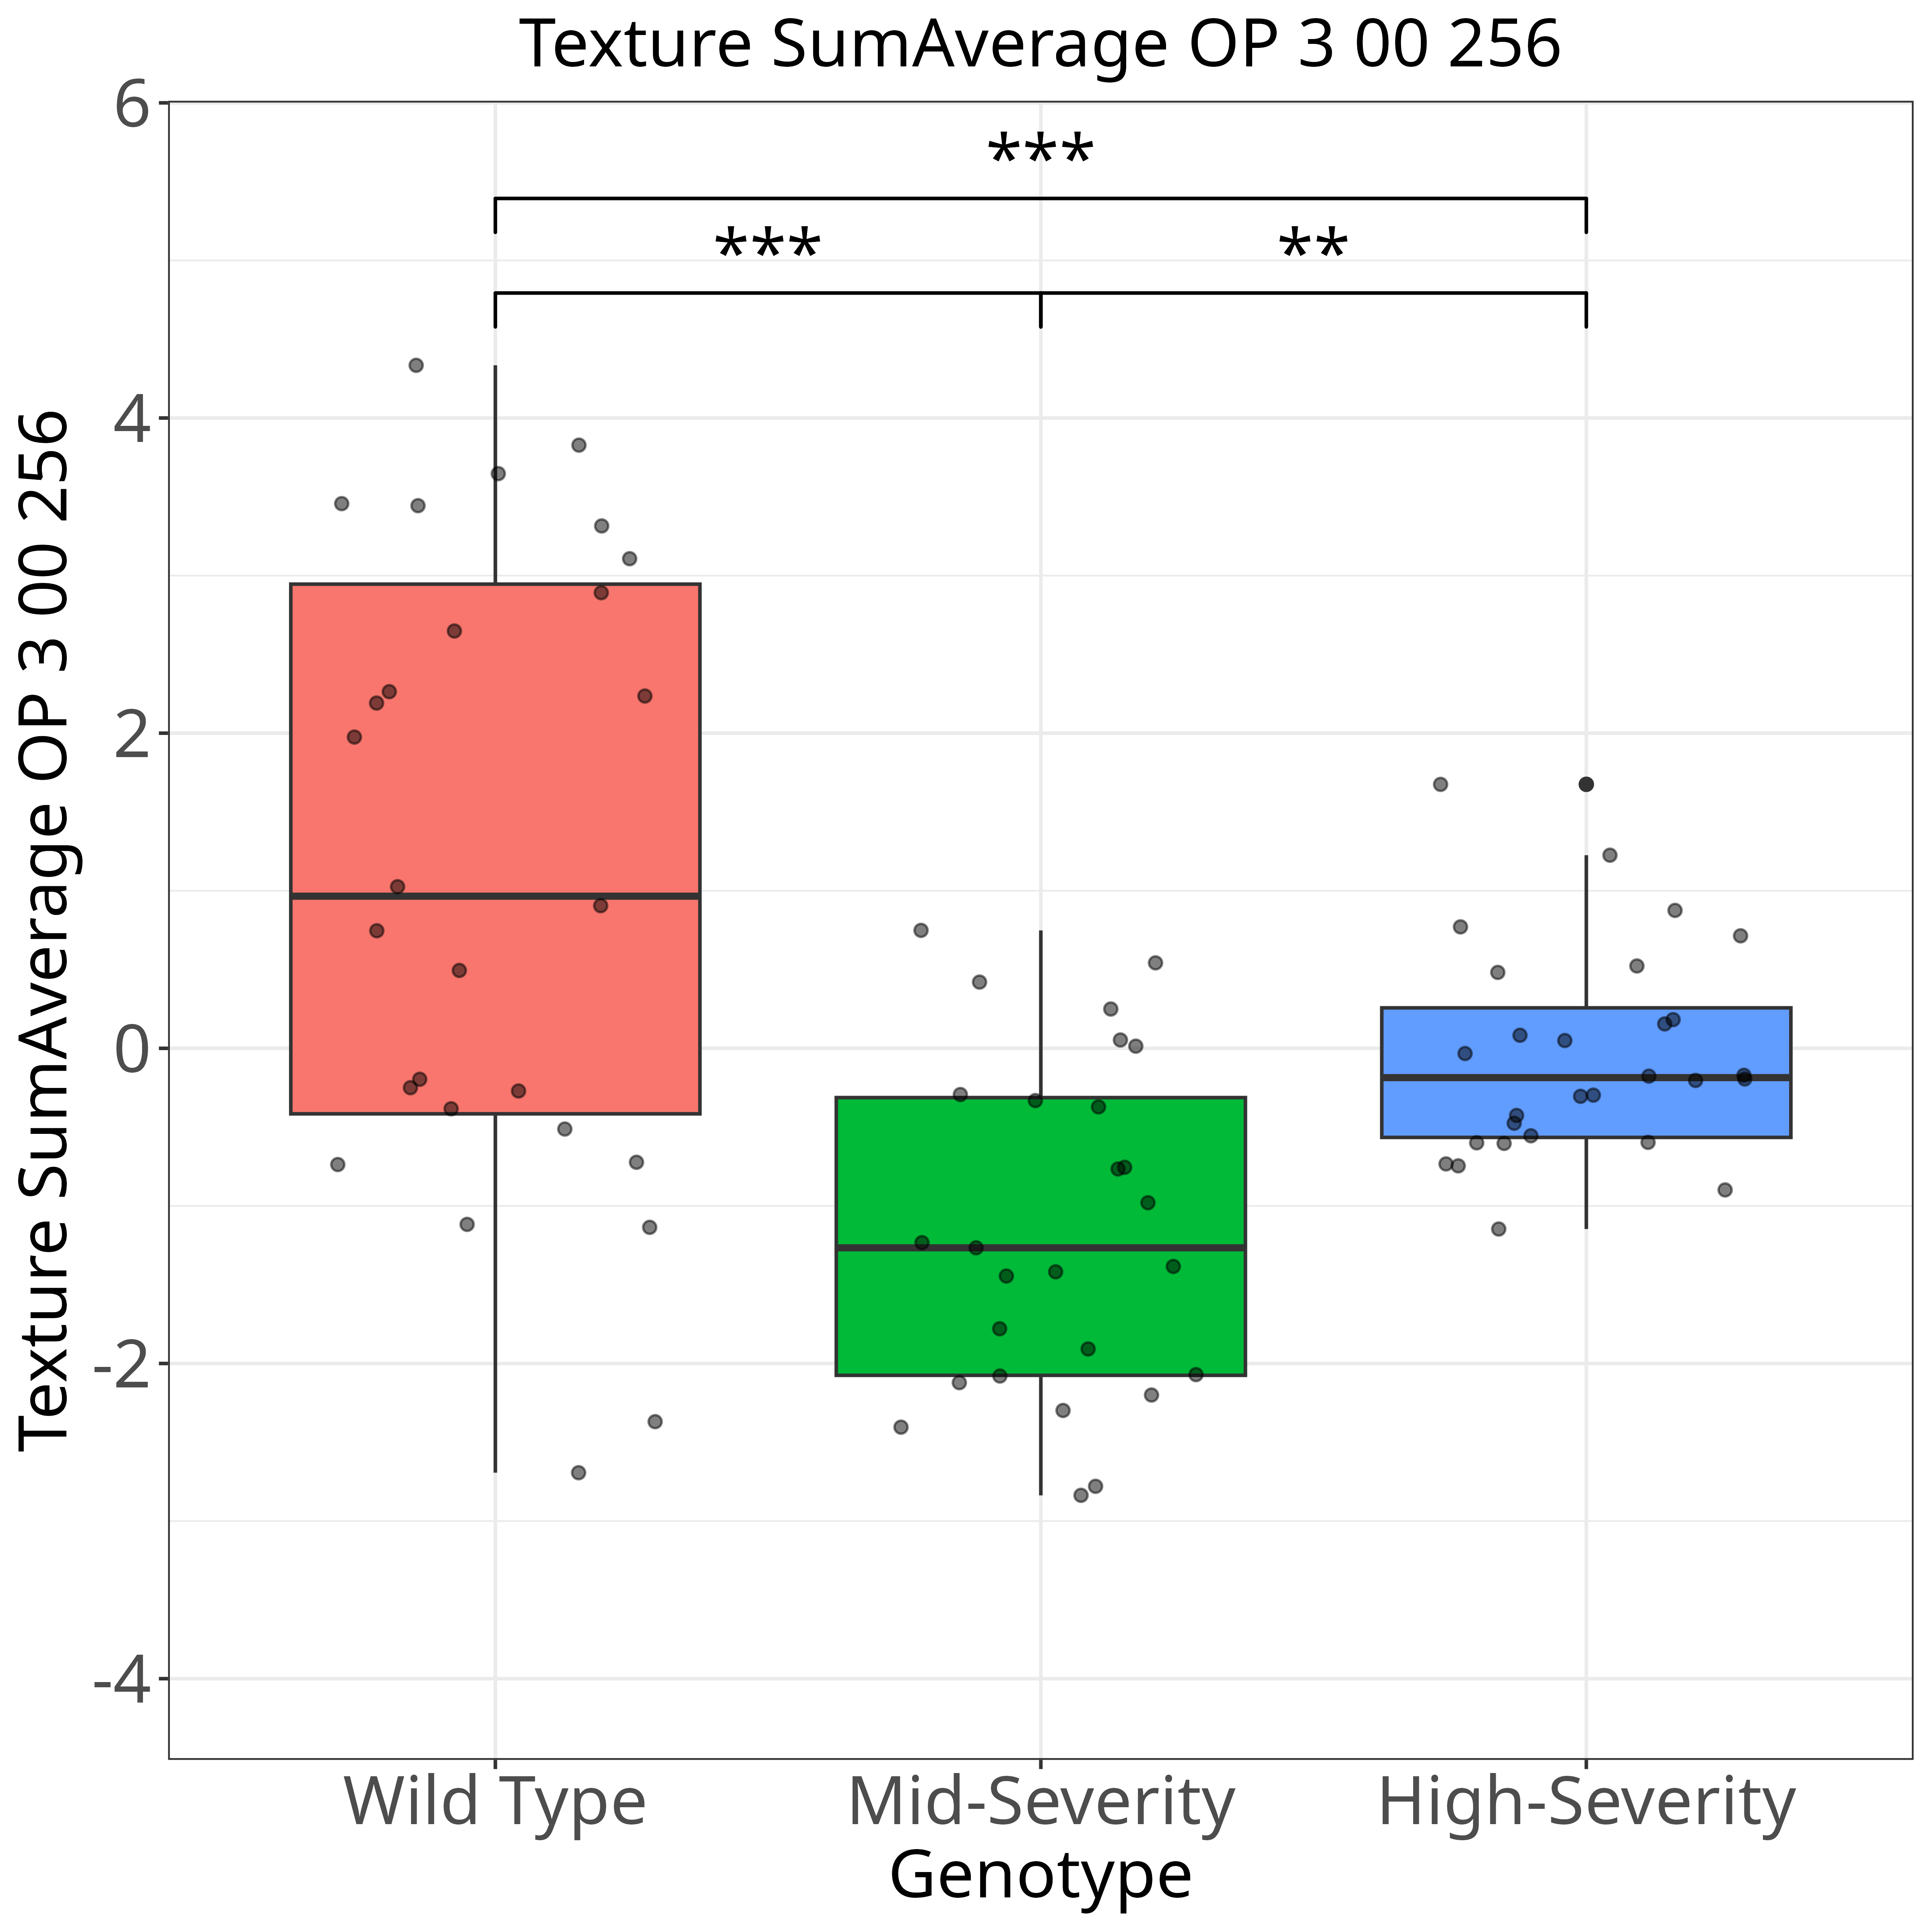 Texture SumAverage OP 3 00 256
***
*** **
Texture SumAverage OP 3 00 256
6
4
2
0
-2
-4
Wild Type Mid-Severity High-Severity
Genotype